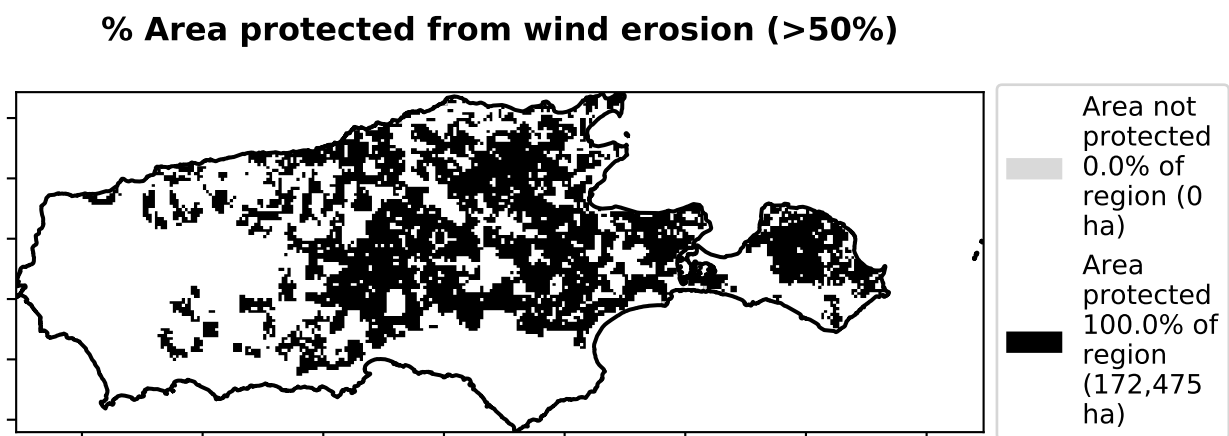 % Area protected from wind erosion (>50%)
Area not
protected
0.0% of
region (0
ha)
Area
protected
100.0% of
region
(172,475
ha)